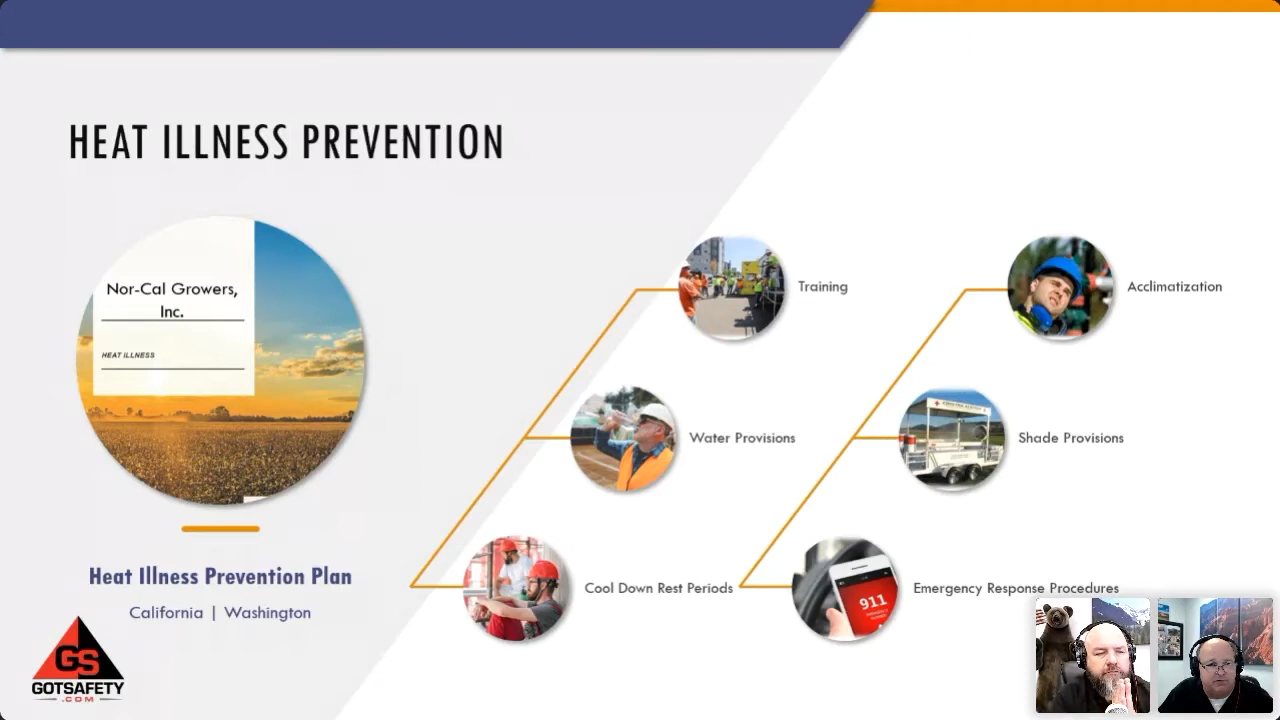 HEAT ILLNESS PREVENTION
Nor-Cal Growers,
Inc.
HEAT ILLNESS
Heat Illness Prevention Plan
California | Washington
GS
GOTSAFETY
.COM
Training
Water Provisions
Cool Down Rest Periods
Acclimatization
Shade Provisions
Emergency Response Procedures
911